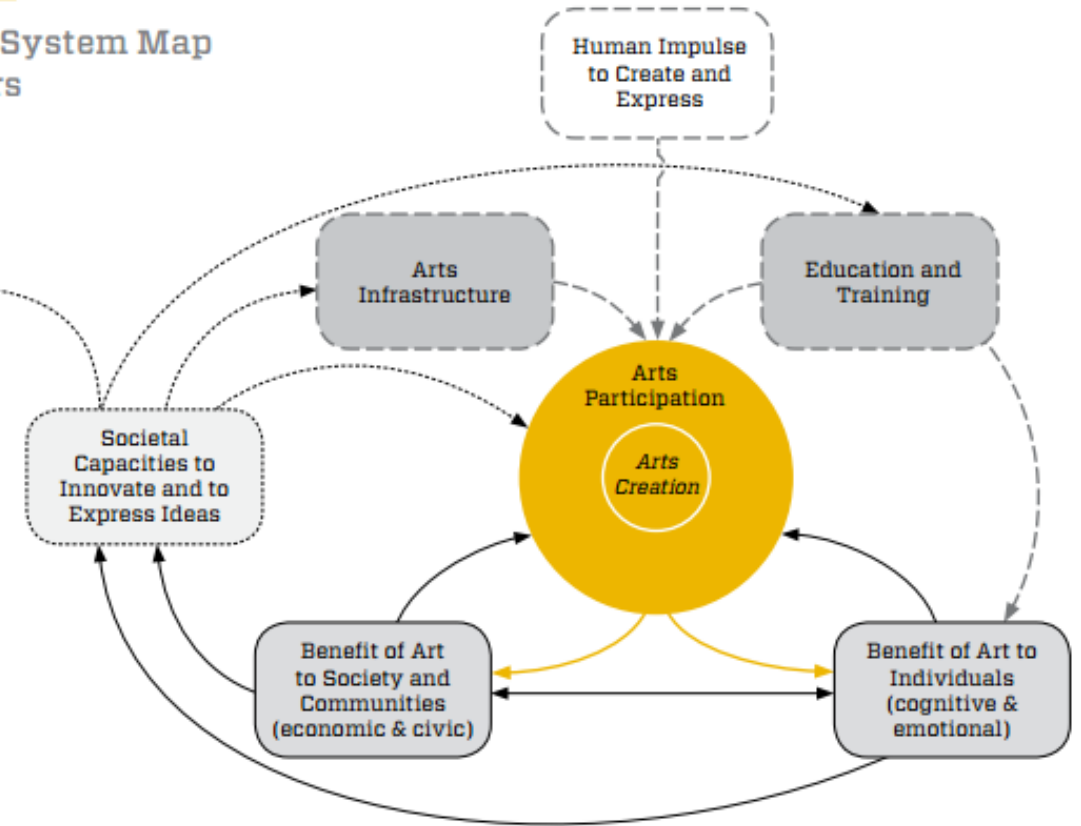 System Map
rs
Human Impulse
to Create and
Express
Arts
Infrastructure
Education and
Training
Arts
Participation
Arts
Creation
Societal
Capacities to
Innovate and to
Express Ideas
Benefit of Art
to Society and
Communities
(economic & civic)
Benefit of Art to
Individuals
(cognitive &
emotional)